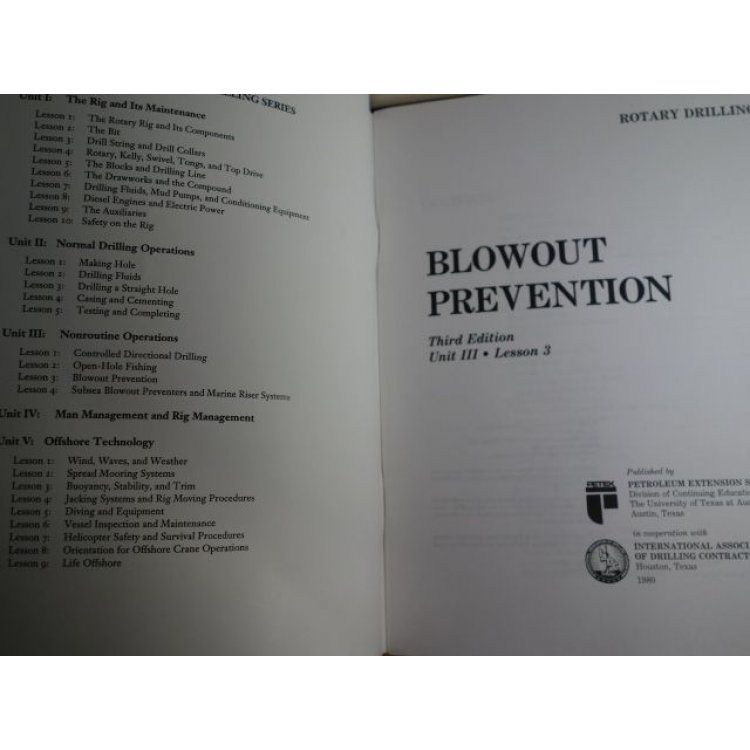 LLING SERIES
Unit I: The Rig and Its Maintenance
Lesson 1: The Rotary Rig and Its Components
Lesson 2: The Bit
Lesson 3: Drill String and Drill Collars
Lesson 4: Rotary, Kelly, Swivel, Tongs, and Top Drive
Lesson 5: The Blocks and Drilling Line
Lesson 6: The Drawworks and the Compound
Lesson 7: Drilling Fluids, Mud Pumps, and Conditioning Equipment
Lesson 8: Diesel Engines and Electric Power
Lesson 9: The Auxiliaries
Lesson 10: Safety on the Rig
Unit II: Normal Drilling Operations
Lesson 1: Making Hole
Lesson 2: Drilling Fluids
Lesson 3: Drilling a Straight Hole
Lesson 4: Casing and Cementing
Lesson 5: Testing and Completing
Unit III: Nonroutine Operations
Lesson 1: Controlled Directional Drilling
Lesson 2: Open-Hole Fishing
Lesson 3: Blowout Prevention
Lesson 4: Subsea Blowout Preventers and Marine Riser Systems
Unit IV: Man Management and Rig Management
Unit V: Offshore Technology
Lesson 1: Wind, Waves, and Weather
Lesson 2: Spread Mooring Systems
Lesson 3: Buoyancy, Stability, and Trim
Lesson 4: Jacking Systems and Rig Moving Procedures
Lesson 5: Diving and Equipment
Lesson 6: Vessel Inspection and Maintenance
Lesson 7: Helicopter Safety and Survival Procedures
Lesson 8: Orientation for Offshore Crane Operations
Lesson 9: Life Offshore
ROTARY DRILLING
BLOWOUT
PREVENTION
Third Edition
Unit III • Lesson 3
Published by
PETEX
PETROLEUM EXTENSION S
Division of Continuing Educa
The University of Texas at Au
Austin, Texas
in cooperation with
INTERNATIONAL ASSOC
OF DRILLING CONTRAC
Houston, Texas
1980